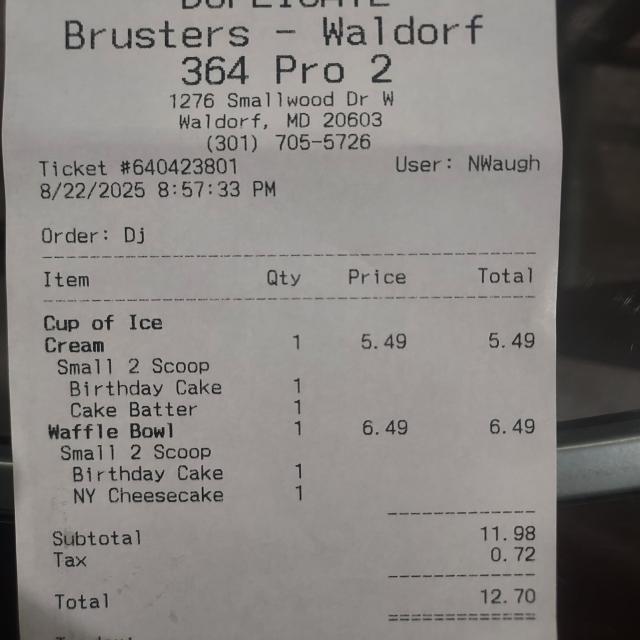 DUPLICATE
Brusters - Waldorf
364 Pro 2
1276 Smallwood Dr W
Waldorf, MD 20603
(301) 705-5726
Ticket #640423801 User: NWaugh
8/22/2025 8:57:33 PM
Order: Dj
Item Qty Price Total
Cup of Ice
Cream 1 5.49 5.49
Small 2 Scoop
Birthday Cake 1
Cake Batter 1
Waffle Bowl 1 6.49 6.49
Small 2 Scoop
Birthday Cake 1
NY Cheesecake 1
Subtotal 11.98
Tax 0.72
Total 12.70